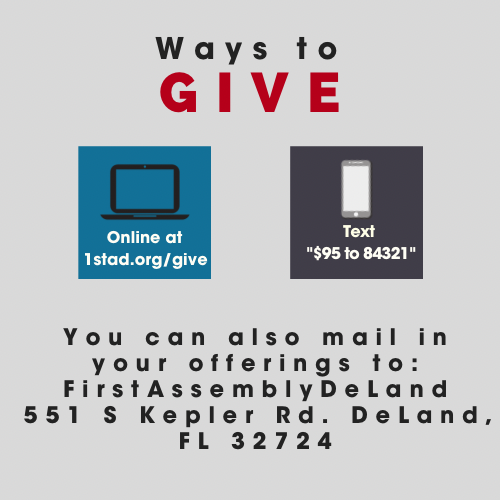 Ways to
GIVE
Online at
1stad.org/give
Text
"$95 to 84321"
You can also mail in
your offerings to:
FirstAssemblyDeLand
551 S Kepler Rd. DeLand,
FL 32724